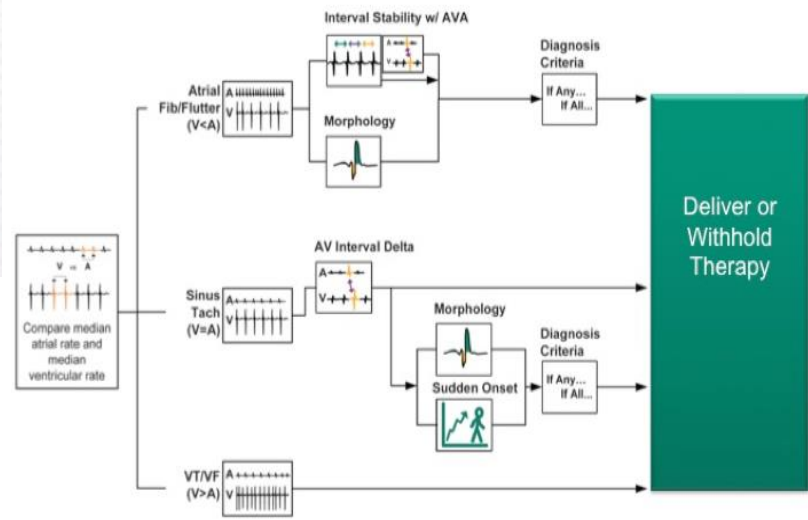 Interval Stability w/ AVA
A
V
Diagnosis
Criteria
If Any...
If All...
Atrial
Fib/Flutter
(V<A)
A
V
Morphology
Deliver or
Withhold
Therapy
V = A
Compare median
atrial rate and
median
ventricular rate
AV Interval Delta
A
V
Sinus
Tach
(V=A)
A
V
Morphology
Sudden Onset
Diagnosis
Criteria
If Any...
If All...
VT/VF
(V>A)
A
V